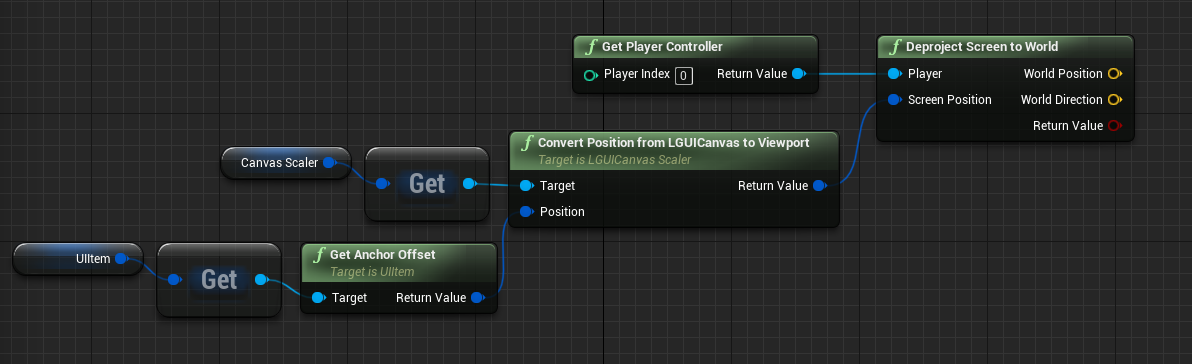 Get Player Controller
Player Index 0 Return Value
Deproject Screen to World
Player World Position
Screen Position World Direction
Return Value
Canvas Scaler
Get
Convert Position from LGUICanvas to Viewport
Target is LGUICanvas Scaler
Target Return Value
Position
UIItem
Get
Get Anchor Offset
Target is UIItem
Target Return Value